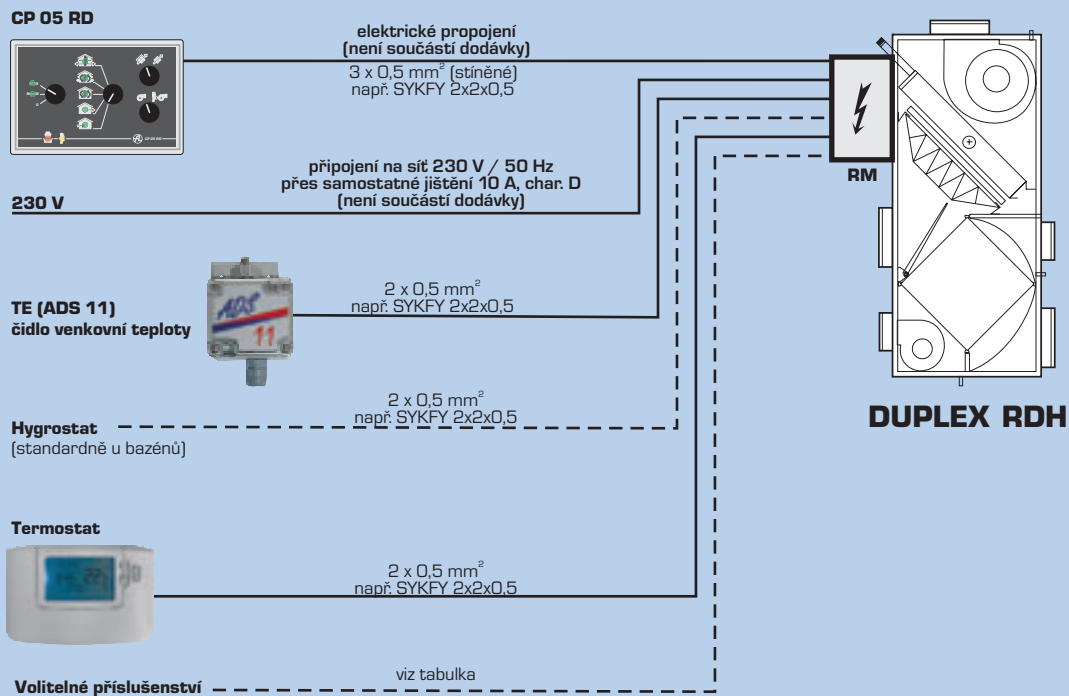 CP 05 RD
elektrické propojení
(není součástí dodávky)
3 x 0,5 mm² (stíněné)
např. SYKFY 2x2x0,5
CP 05 RD
připojení na síť 230 V / 50 Hz
přes samostatné jištění 10 A, char. D
(není součástí dodávky)
230 V
RM
TE (ADS 11)
čidlo venkovní teploty
ADS
11
2 x 0,5 mm²
např. SYKFY 2x2x0,5
DUPLEX RDH
Hygrostat
(standardně u bazénů)
2 x 0,5 mm²
např. SYKFY 2x2x0,5
Termostat
2 x 0,5 mm²
např. SYKFY 2x2x0,5
Volitelné příslušenství
viz tabulka